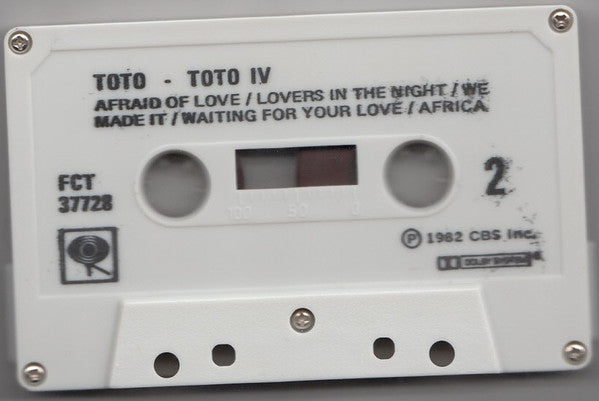 TOTO - TOTO IV
AFRAID OF LOVE / LOVERS IN THE NIGHT / WE
MADE IT / WAITING FOR YOUR LOVE / AFRICA
FCT
37728
2
100 50 0
Ⓟ 1982 CBS Inc.
DOLBY SYSTEM